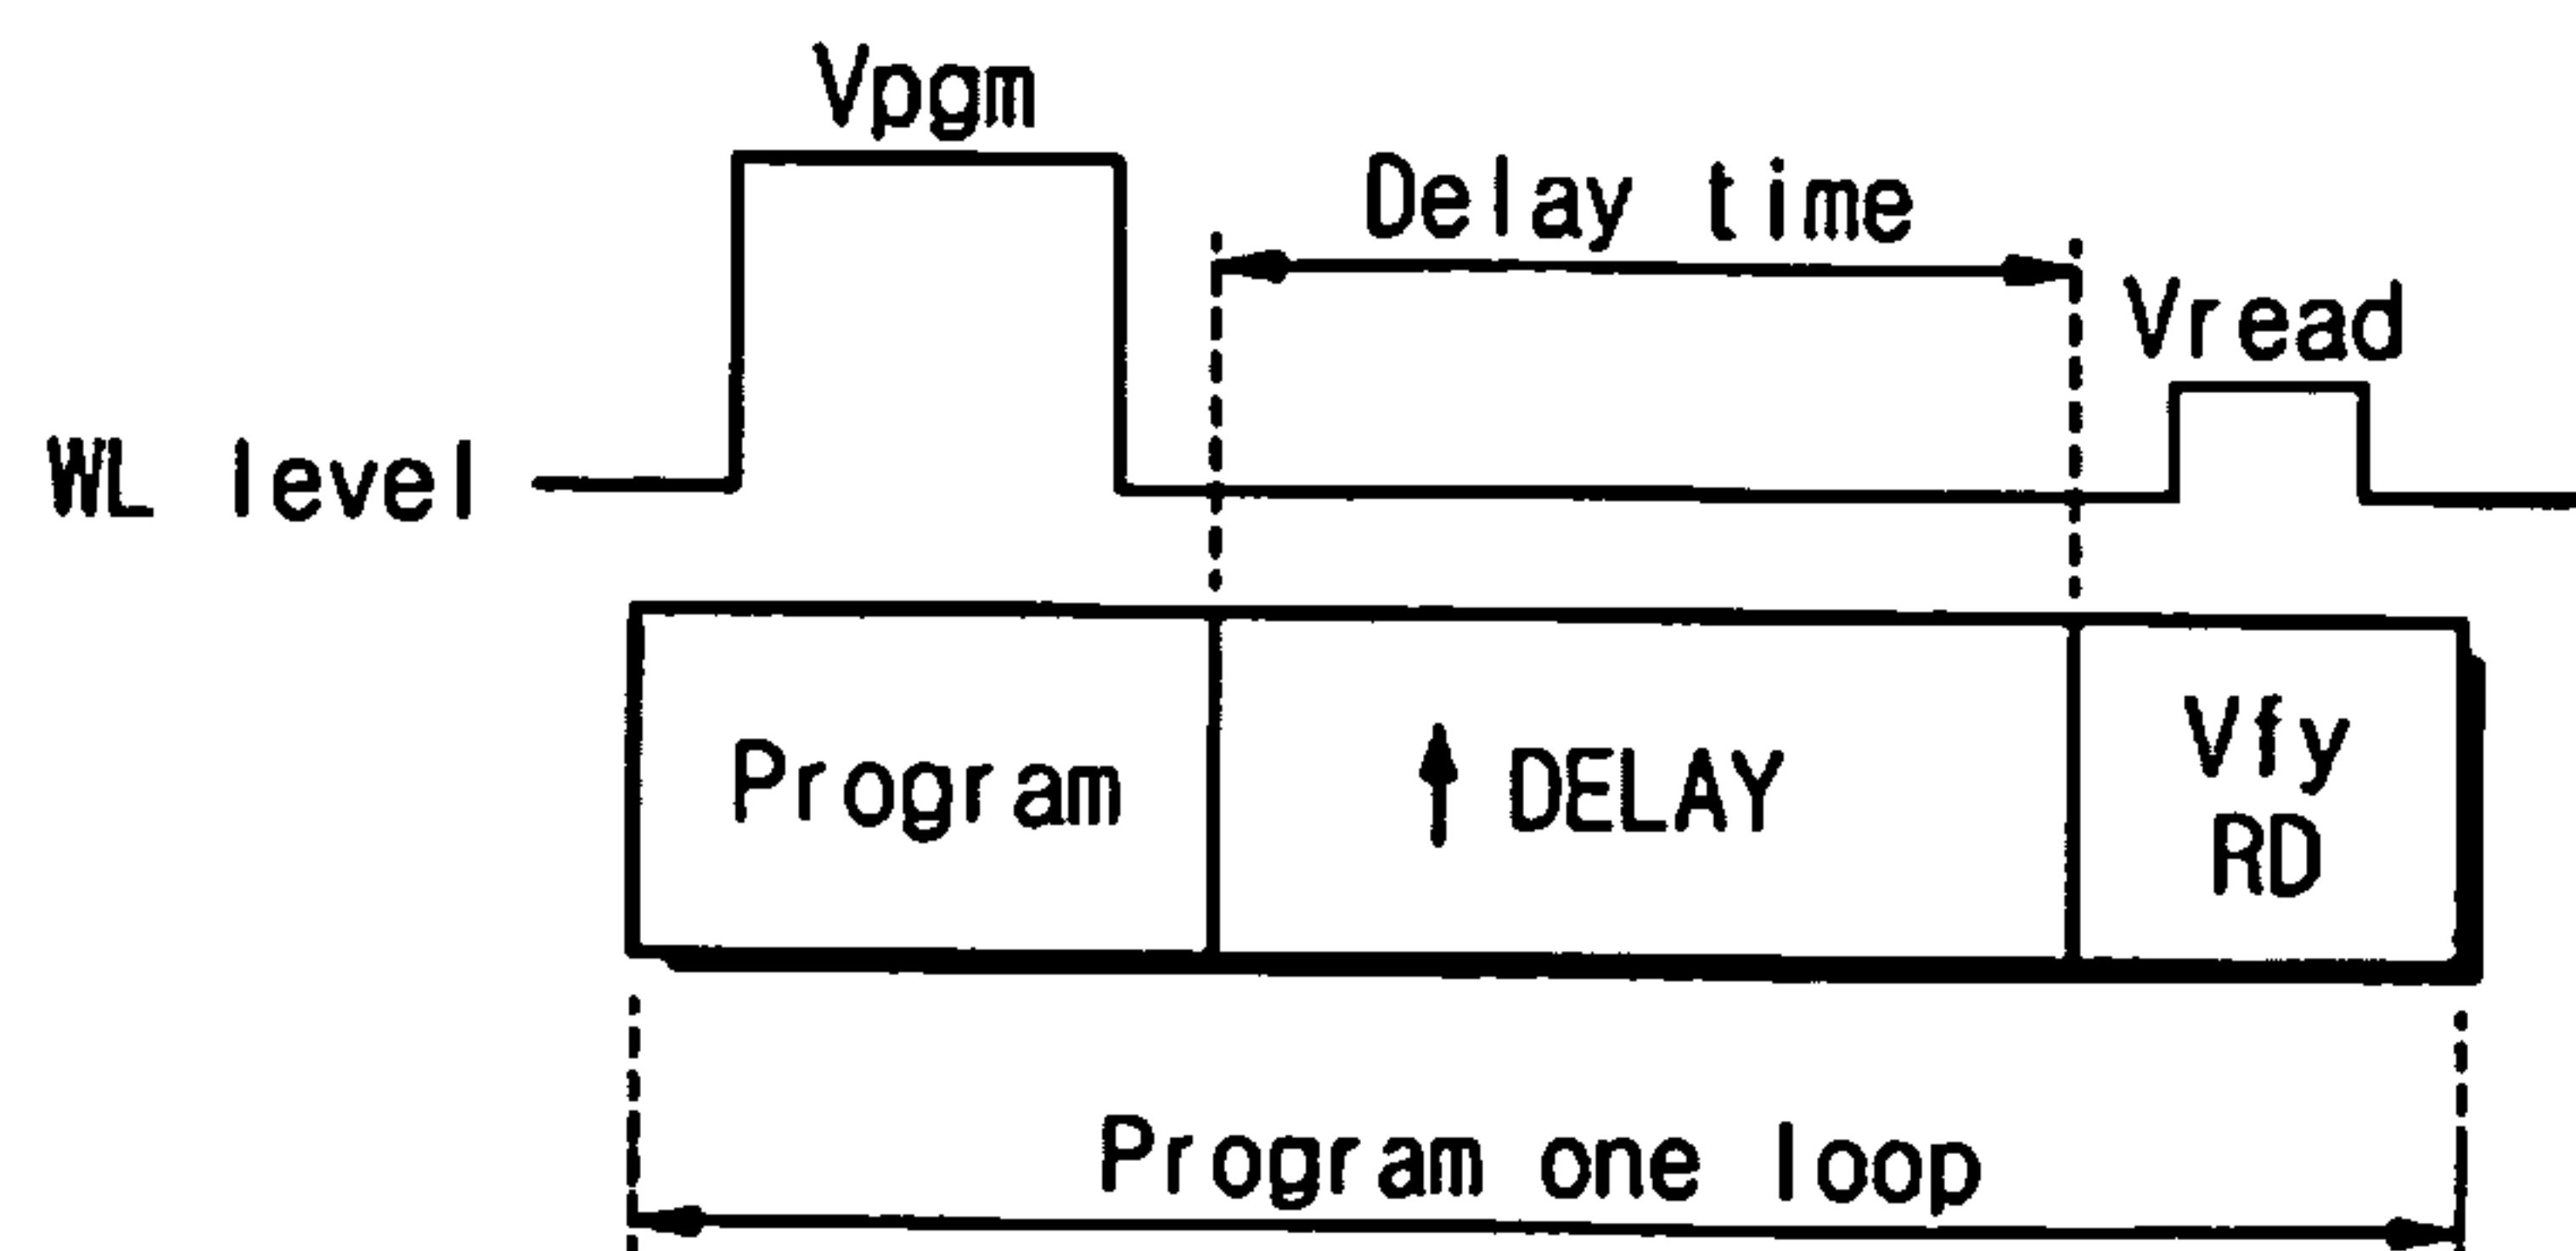 Vpgm
Delay time
Vread
WL level
Program
↑ DELAY
Vfy
RD
Program one loop